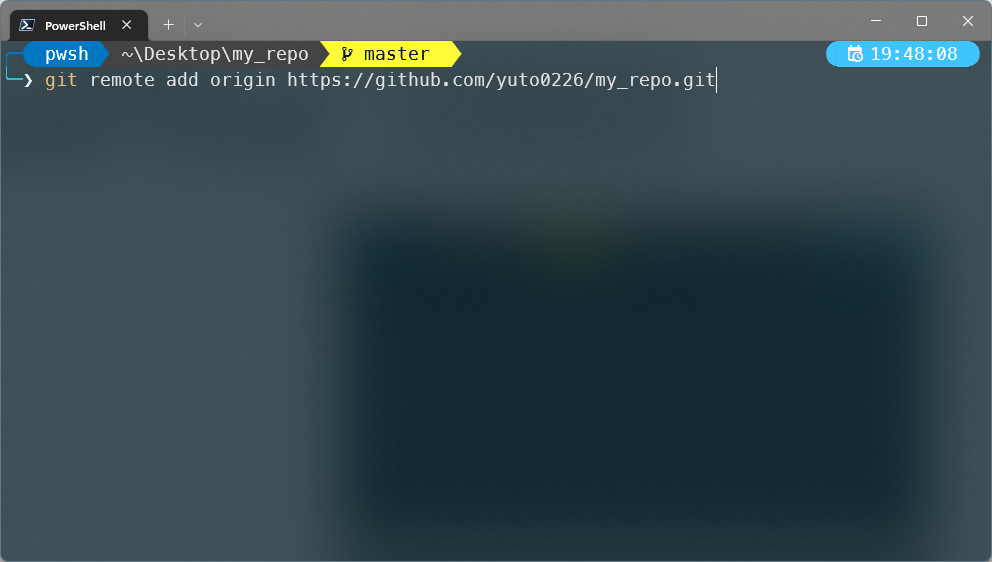 PowerShell
pwsh ~\Desktop\my_repo master 19:48:08
❯ git remote add origin https://github.com/yuto0226/my_repo.git